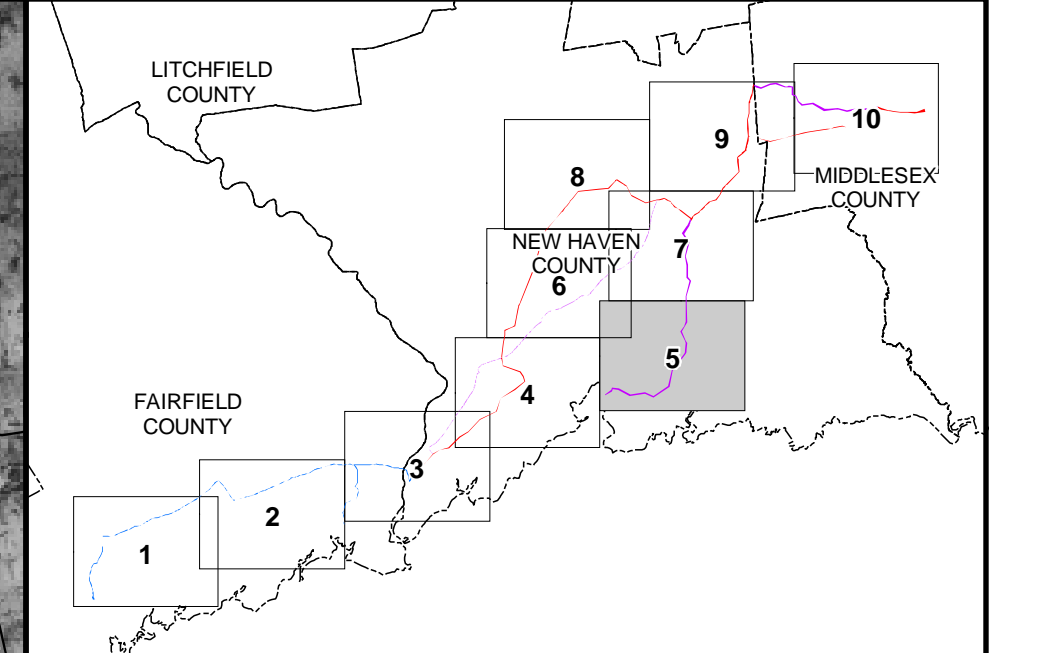 LITCHFIELD
COUNTY
10
9
8
MIDDLESEX
COUNTY
NEW HAVEN
COUNTY
7
6
5
4
FAIRFIELD
COUNTY
3
2
1